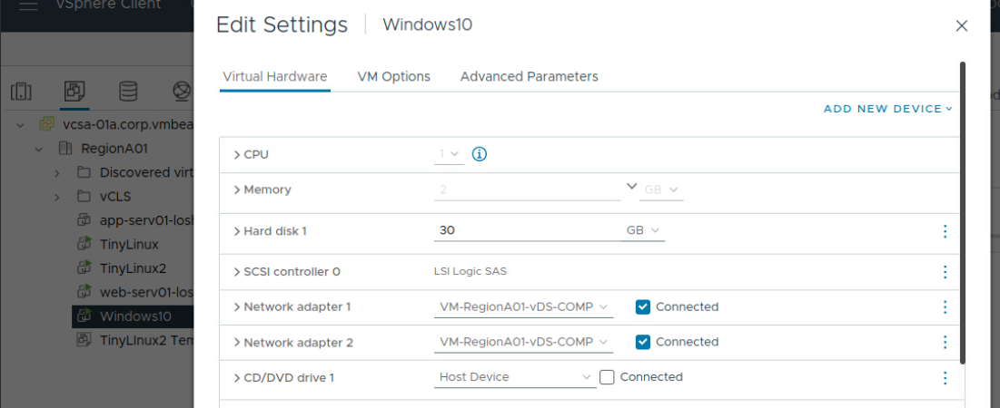 vSphere Client
Edit Settings | Windows10
Virtual Hardware VM Options Advanced Parameters
ADD NEW DEVICE
vcsa-01a.corp.vmbea
RegionA01
Discovered virt
vCLS
app-serv01-losl
TinyLinux
TinyLinux2
web-serv01-los
Windows10
TinyLInux2 Tem
CPU 1
Memory 2 GB
Hard disk 1 30 GB
SCSI controller 0 LSI Logic SAS
Network adapter 1 VM-RegionA01-vDS-COMP Connected
Network adapter 2 VM-RegionA01-vDS-COMP Connected
CD/DVD drive 1 Host Device Connected